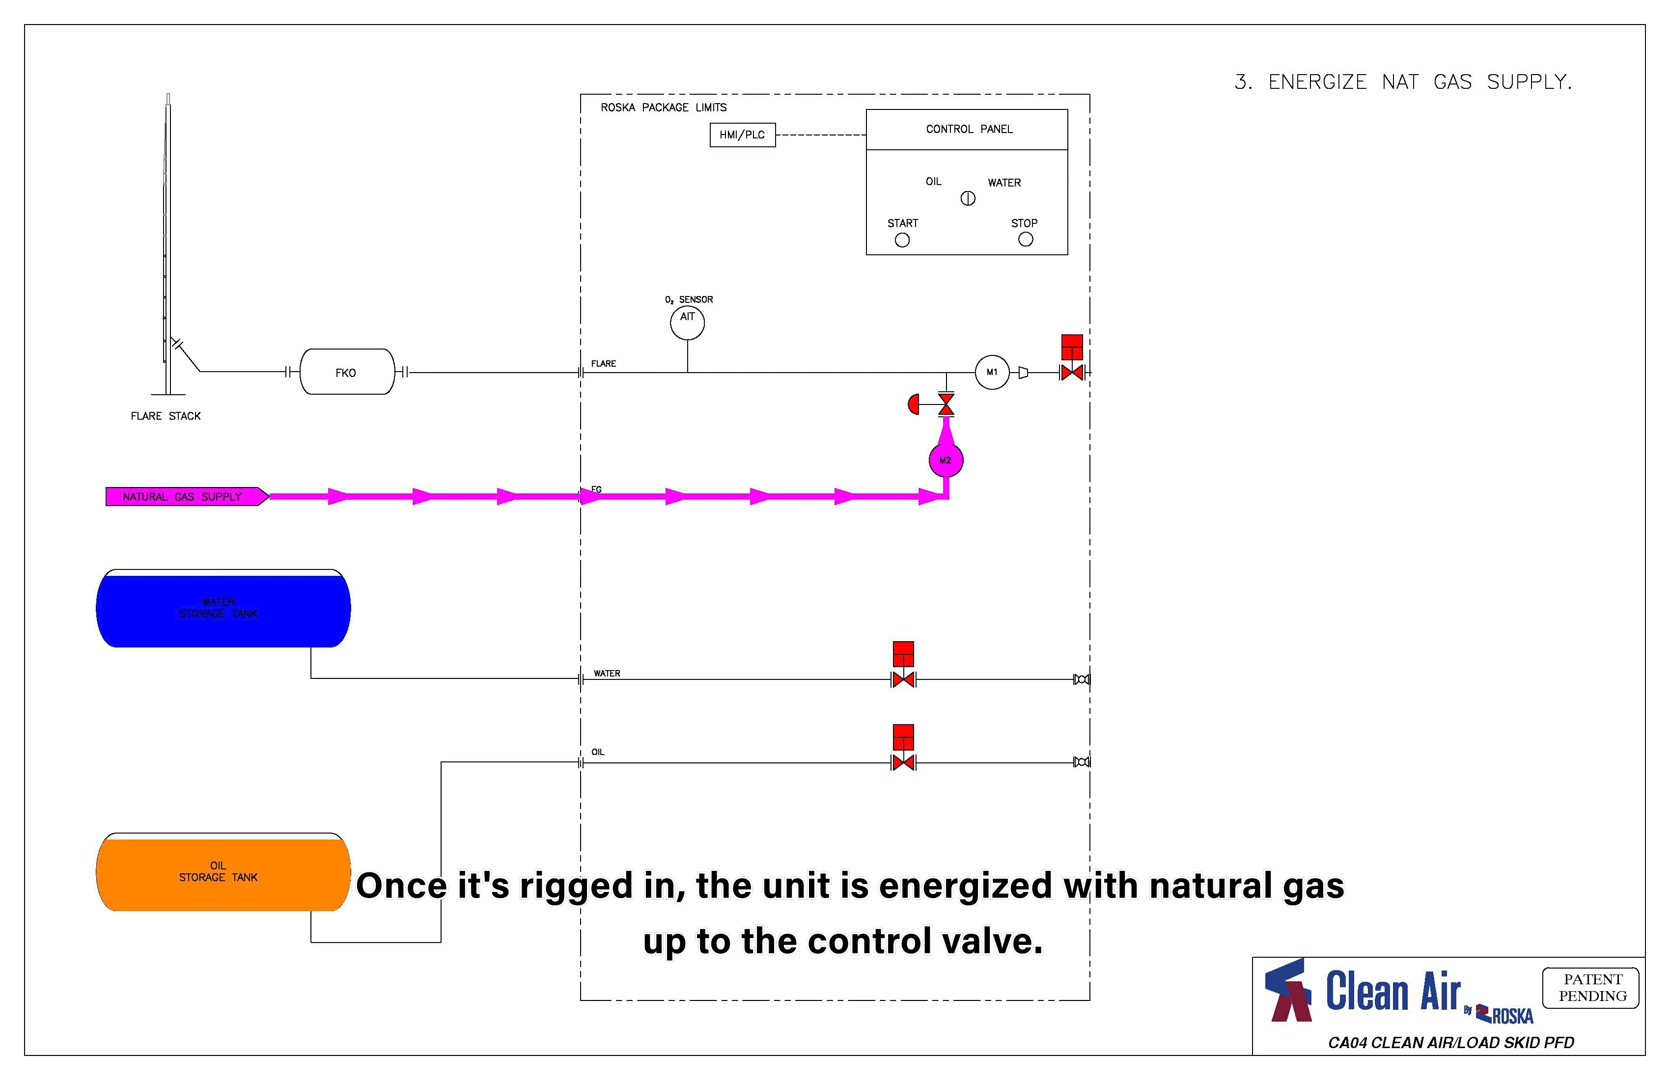 3. ENERGIZE NAT GAS SUPPLY.
ROSKA PACKAGE LIMITS
HMI/PLC
CONTROL PANEL
OIL
WATER
START
STOP
O₂ SENSOR
AIT
FLARE
M1
FKO
FLARE STACK
M2
NATURAL GAS SUPPLY
FG
WATER
STORAGE TANK
WATER
OIL
OIL
STORAGE TANK
Once it's rigged in, the unit is energized with natural gas
up to the control valve.
Clean Air
By ROSKA
PATENT
PENDING
CA04 CLEAN AIR/LOAD SKID PFD